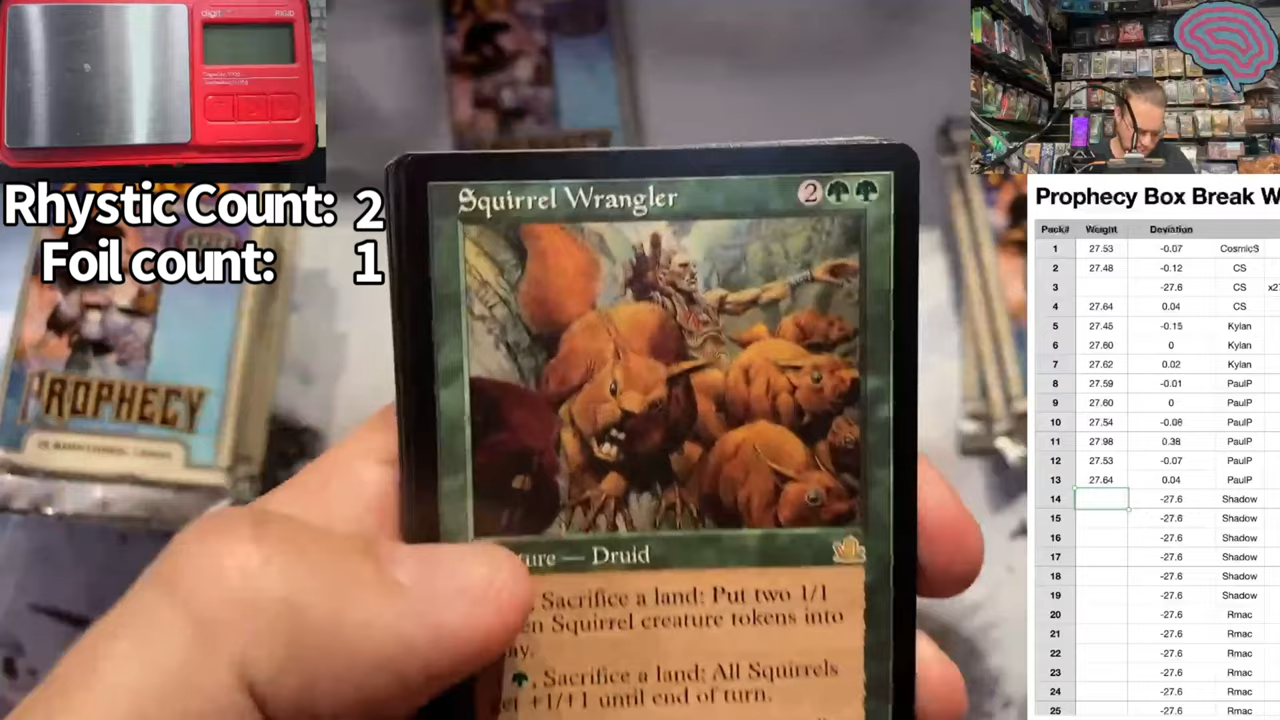 digit
Rhystic Count: 2
Foil count: 1
PROPHECY
Squirrel Wrangler 2
ture — Druid
, Sacrifice a land: Put two 1/1
en Squirrel creature tokens into
ay.
, Sacrifice a land: All Squirrels
et +1/+1 until end of turn.
Prophecy Box Break W
Pack# Weight Deviation
1 27.53 -0.07 CosmicS
2 27.48 -0.12 CS
3 -27.6 CS x2
4 27.64 0.04 CS
5 27.45 -0.15 Kylan
6 27.60 0 Kylan
7 27.62 0.02 Kylan
8 27.59 -0.01 PaulP
9 27.60 0 PaulP
10 27.54 -0.06 PaulP
11 27.98 0.38 PaulP
12 27.53 -0.07 PaulP
13 27.64 0.04 PaulP
14 -27.6 Shadow
15 -27.6 Shadow
16 -27.6 Shadow
17 -27.6 Shadow
18 -27.6 Shadow
19 -27.6 Shadow
20 -27.6 Rmac
21 -27.6 Rmac
22 -27.6 Rmac
23 -27.6 Rmac
24 -27.6 Rmac
25 -27.6 Rmac